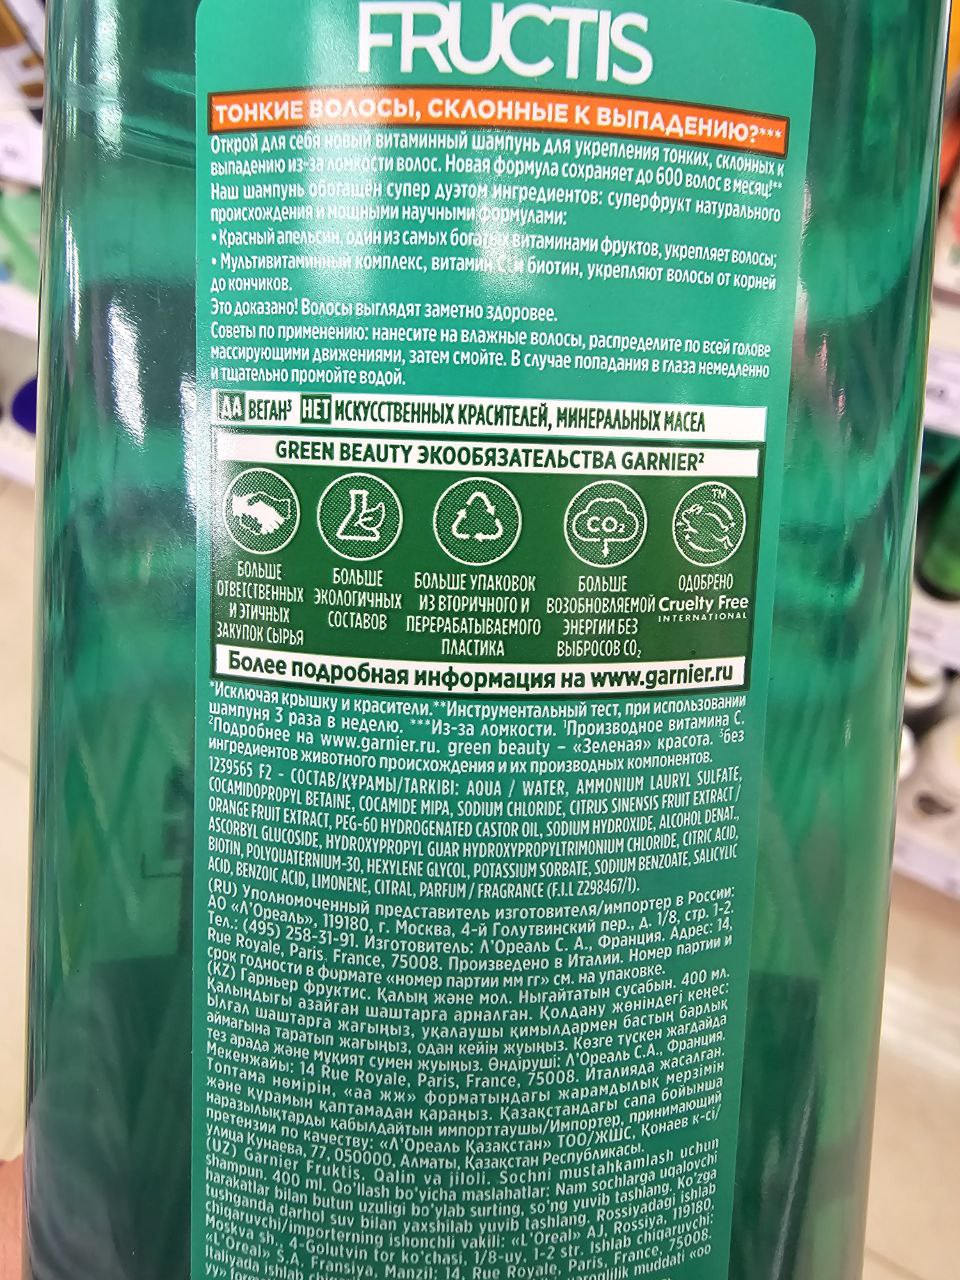 FRUCTIS
ТОНКИЕ ВОЛОСЫ, СКЛОННЫЕ К ВЫПАДЕНИЮ?***
Открой для себя новый витаминный шампунь для укрепления тонких, склонных к
выпадению из-за ломкости волос. Новая формула сохраняет до 600 волос в месяц!**
Наш шампунь обогащен супер дуэтом ингредиентов: суперфрукт натурального
происхождения и мощными научными формулами:
• Красный апельсин, один из самых богатых витаминами фруктов, укрепляет волосы;
• Мультивитаминный комплекс, витамин С¹ и биотин, укрепляют волосы от корней
до кончиков.
Это доказано! Волосы выглядят заметно здоровее.
Советы по применению: нанесите на влажные волосы, распределите по всей голове
массирующими движениями, затем смойте. В случае попадания в глаза немедленно
и тщательно промойте водой.
ДА ВЕГАН³ НЕТ ИСКУССТВЕННЫХ КРАСИТЕЛЕЙ, МИНЕРАЛЬНЫХ МАСЕЛ
GREEN BEAUTY ЭКООБЯЗАТЕЛЬСТВА GARNIER²
CO₂
TM
БОЛЬШЕ
ОТВЕТСТВЕННЫХ
И ЭТИЧНЫХ
ЗАКУПОК СЫРЬЯ
БОЛЬШЕ
ЭКОЛОГИЧНЫХ
СОСТАВОВ
БОЛЬШЕ УПАКОВОК
ИЗ ВТОРИЧНОГО И
ПЕРЕРАБАТЫВАЕМОГО
ПЛАСТИКА
БОЛЬШЕ
ВОЗОБНОВЛЯЕМОЙ
ЭНЕРГИИ БЕЗ
ВЫБРОСОВ CO₂
ОДОБРЕНО
Cruelty Free
INTERNATIONAL
Более подробная информация на www.garnier.ru
*Исключая крышку и красители.**Инструментальный тест, при использовании
шампуня 3 раза в неделю. ***Из-за ломкости. ¹Производное витамина С.
²Подробнее на www.garnier.ru. green beauty – «Зеленая» красота. ³без
ингредиентов животного происхождения и их производных компонентов.
1239565 F2 - СОСТАВ/ҚҰРАМЫ/TARKIBI: AQUA / WATER, AMMONIUM LAURYL SULFATE,
COCAMIDOPROPYL BETAINE, COCAMIDE MIPA, SODIUM CHLORIDE, CITRUS SINENSIS FRUIT EXTRACT /
ORANGE FRUIT EXTRACT, PEG-60 HYDROGENATED CASTOR OIL, SODIUM HYDROXIDE, ALCOHOL DENAT.,
ASCORBYL GLUCOSIDE, HYDROXYPROPYL GUAR HYDROXYPROPYLTRIMONIUM CHLORIDE, CITRIC ACID,
BIOTIN, POLYQUATERNIUM-30, HEXYLENE GLYCOL, POTASSIUM SORBATE, SODIUM BENZOATE, SALICYLIC
ACID, BENZOIC ACID, LIMONENE, CITRAL, PARFUM / FRAGRANCE (F.I.L Z298467/1).
(RU) Уполномоченный представитель изготовителя/импортер в России:
АО «Л'Ореаль», 119180, г. Москва, 4-й Голутвинский пер., д. 1/8, стр. 1-2.
Тел.: (495) 258-31-91. Изготовитель: Л'Ореаль С. А., Франция. Адрес: 14,
Rue Royale, Paris, France, 75008. Произведено в Италии. Номер партии и
срок годности в формате «номер партии мм гг» см. на упаковке.
(KZ) Гарньер фруктис. Қалың және мол. Ныгайтатын сусабын. 400 мл.
Қалыңдығы азайған шаштарға арналған. Қолдану жөніндегі кеңес:
Ылғал шаштарға жағыңыз, уқалаушы қимылдармен бастың барлық
аймағына таратып жағыңыз, одан кейін жуыңыз. Көзге түскен жағдайда
тез арада және мұқият сумен жуыңыз. Өндіруші: Л'Ореаль С.А., Франция.
Мекенжайы: 14 Rue Royale, Paris, France, 75008. Италияда жасалған.
Топтама нөмірін, «аа жж» форматындағы жарамдылық мерзімін
және құрамын қаптамадан қараңыз. Қазақстандағы сапа бойынша
наразылықтарды қабылдайтын импорттаушы/Импортер, принимающий
претензии по качеству: «Л'Ореаль Қазақстан» ТОО/ЖШС, Қонаев к-сі/
улица Кунаева, 77, 050000, Алматы, Қазақстан Республикасы.
(UZ) Garnier Fruktis. Qalin va jiloli. Sochni mustahkamlash uchun
shampun. 400 ml. Qo'llash bo'yicha maslahatlar: Nam sochlarga uqalovchi
harakatlar bilan butun uzuligi bo'ylab surting, so'ng yuvib tashlang. Ko'zga
tushganda darhol suv bilan yaxshilab yuvib tashlang. Rossiyadagi ishlab
chiqaruvchi/importerning ishonchli vakili: «L'Oreal» AJ, Rossiya, 119180,
Moskva sh., 4-Golutvin tor ko'chasi, 1/8-uy, 1-2 str. Ishlab chiqaruvchi:
«L'Oreal» S.A. Fransiya, Manzil: 14, Rue Royale, Paris, France, 75008.
Italiyada ishlab muddati «oo
yy»